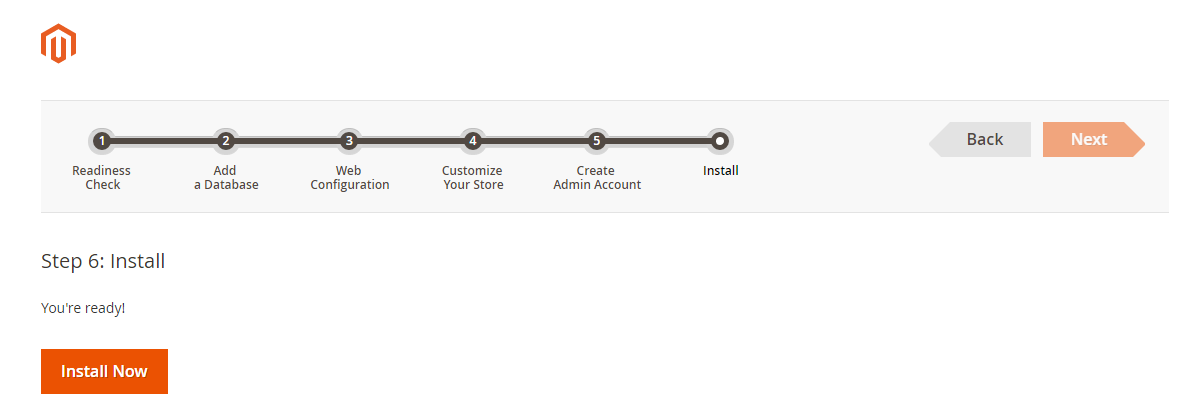 1 2 3 4 5
Back
Next
Readiness
Check
Add
a Database
Web
Configuration
Customize
Your Store
Create
Admin Account
Install
Step 6: Install
You're ready!
Install Now